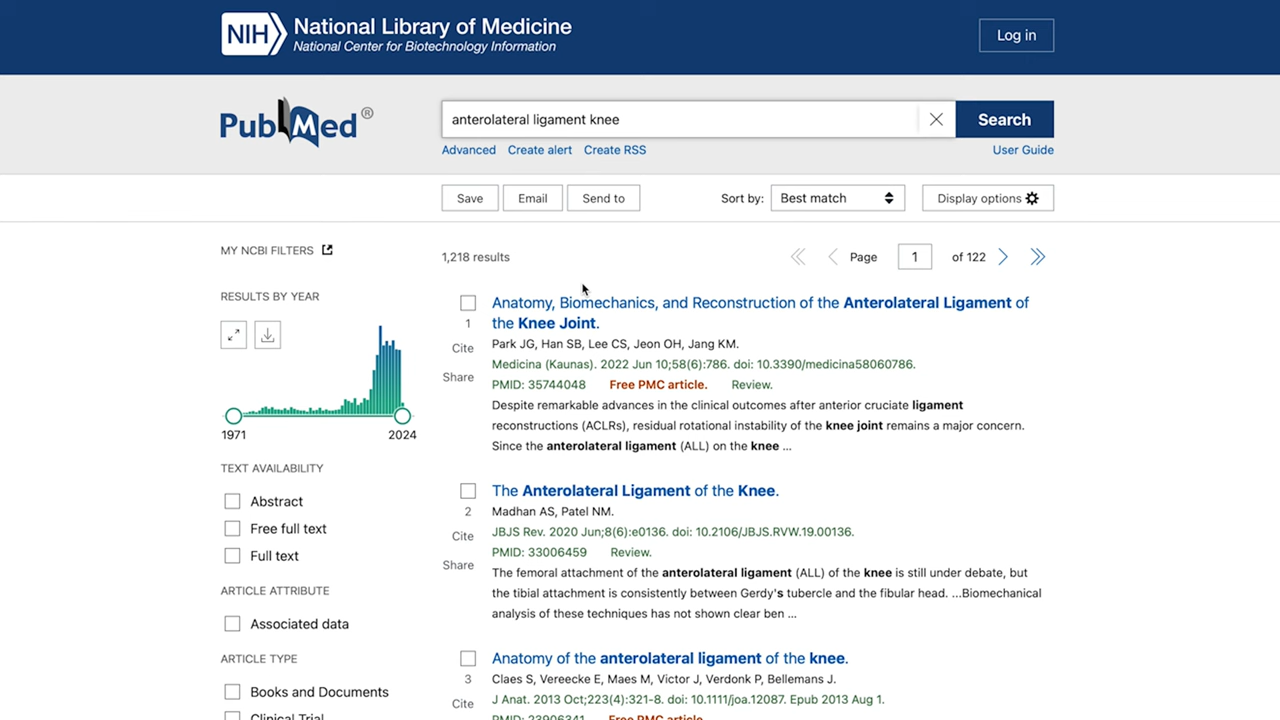 NIH National Library of Medicine
National Center for Biotechnology Information
Log in
PubMed®
anterolateral ligament knee
Search
Advanced Create alert Create RSS
User Guide
Save Email Send to
Sort by: Best match
Display options
MY NCBI FILTERS
1,218 results
Page 1 of 122
RESULTS BY YEAR
1971 2024
TEXT AVAILABILITY
Abstract
Free full text
Full text
ARTICLE ATTRIBUTE
Associated data
ARTICLE TYPE
Books and Documents
Clinical Trial
Anatomy, Biomechanics, and Reconstruction of the Anterolateral Ligament of
the Knee Joint.
1
Cite
Share
Park JG, Han SB, Lee CS, Jeon OH, Jang KM.
Medicina (Kaunas). 2022 Jun 10;58(6):786. doi: 10.3390/medicina58060786.
PMID: 35744048 Free PMC article. Review.
Despite remarkable advances in the clinical outcomes after anterior cruciate ligament
reconstructions (ACLRs), residual rotational instability of the knee joint remains a major concern.
Since the anterolateral ligament (ALL) on the knee ...
The Anterolateral Ligament of the Knee.
2
Cite
Share
Madhan AS, Patel NM.
JBJS Rev. 2020 Jun;8(6):e0136. doi: 10.2106/JBJS.RVW.19.00136.
PMID: 33006459 Review.
The femoral attachment of the anterolateral ligament (ALL) of the knee is still under debate, but
the tibial attachment is consistently between Gerdy's tubercle and the fibular head. ...Biomechanical
analysis of these techniques has not shown clear ben ...
Anatomy of the anterolateral ligament of the knee.
3
Cite
Claes S, Vereecke E, Maes M, Victor J, Verdonk P, Bellemans J.
J Anat. 2013 Oct;223(4):321-8. doi: 10.1111/joa.12087. Epub 2013 Aug 1.
PMID: 23906341 Free PMC article.